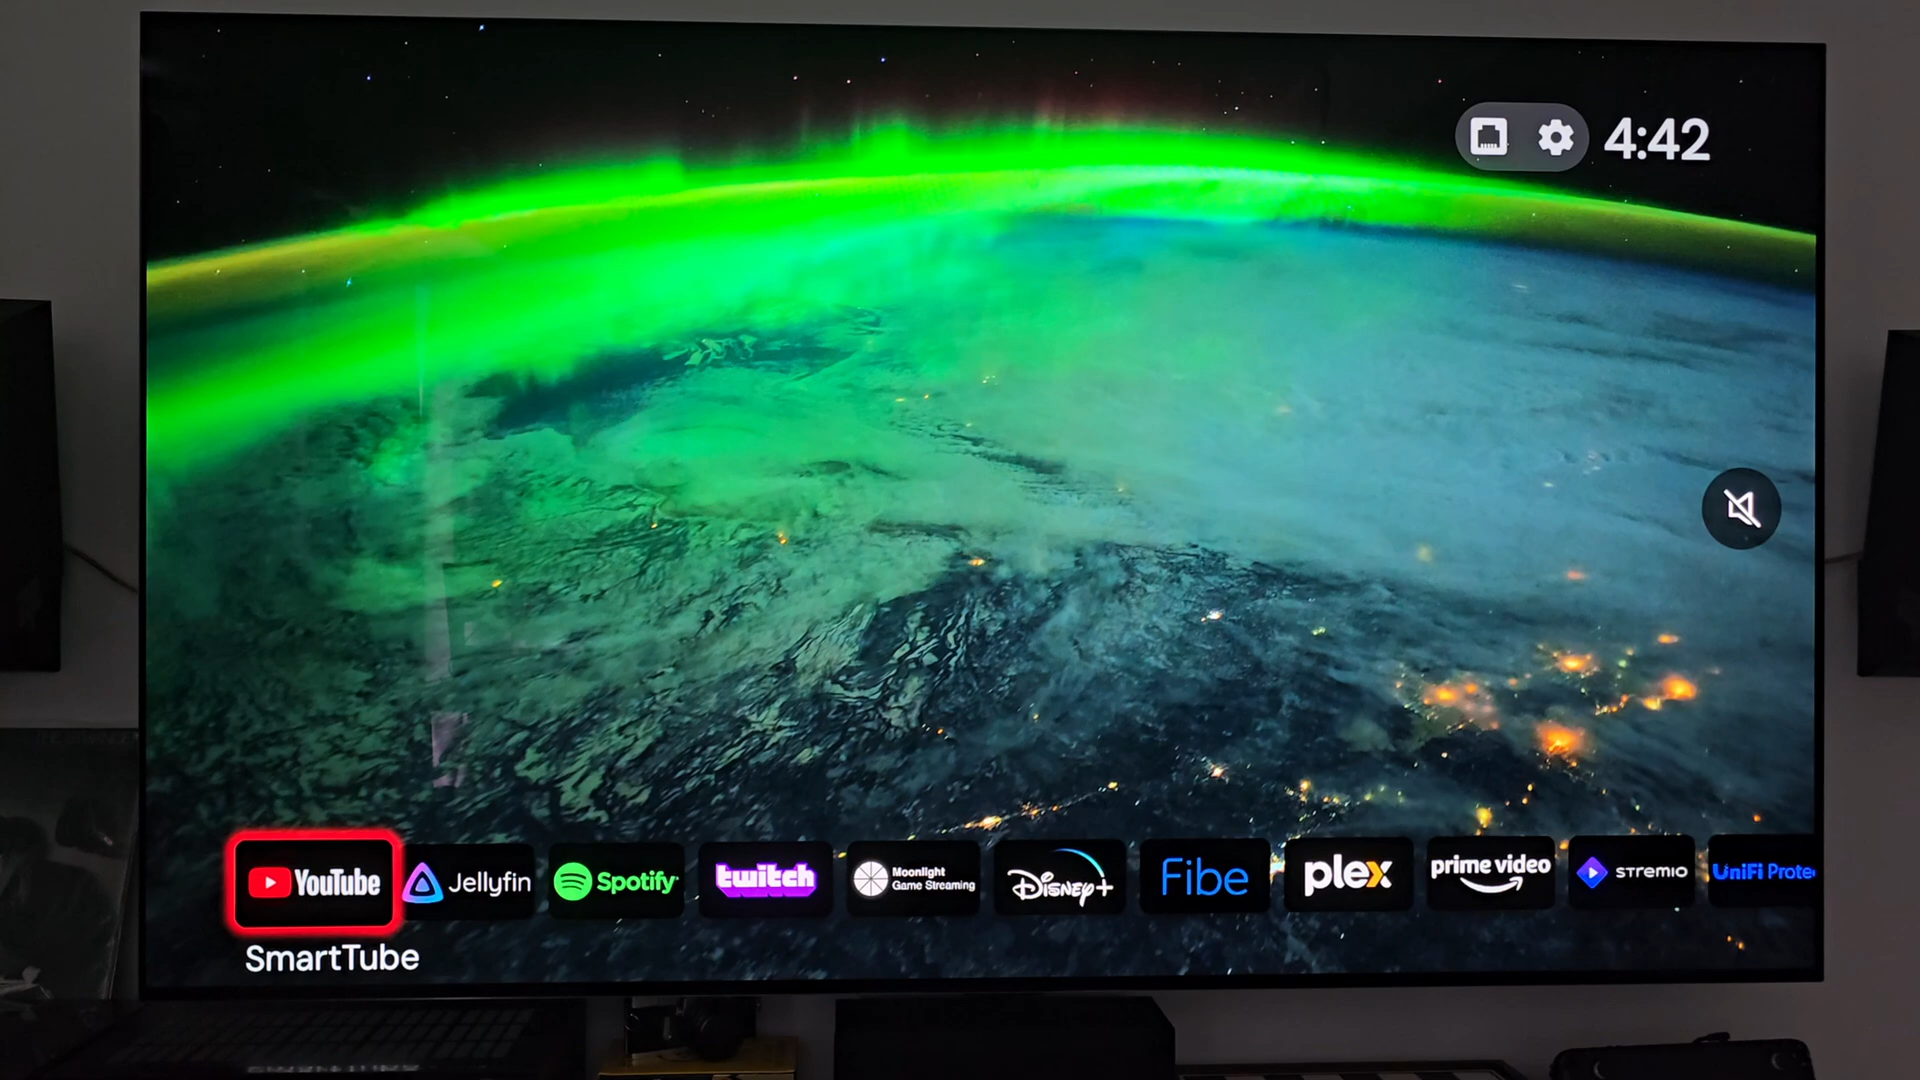 4:42
YouTube
Jellyfin
Spotify
twitch
Moonlight
Game Streaming
Disney+
Fibe
plex
prime video
STREMIO
UniFi Prote
SmartTube